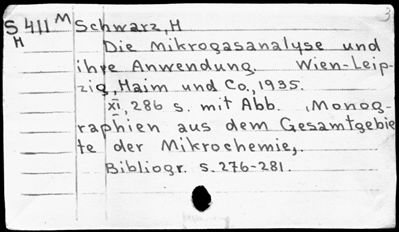 3
S 411 M Schwarz, H
H Die Mikrogasanalyse und
ihre Anwendung. Wien-Leip-
zig, Haim und Co., 1935.
XI, 286 s. mit Abb. (Monog-
raphien aus dem Gesamtgebie
te der Mikrochemie,.
Bibliogr. s. 276-281.